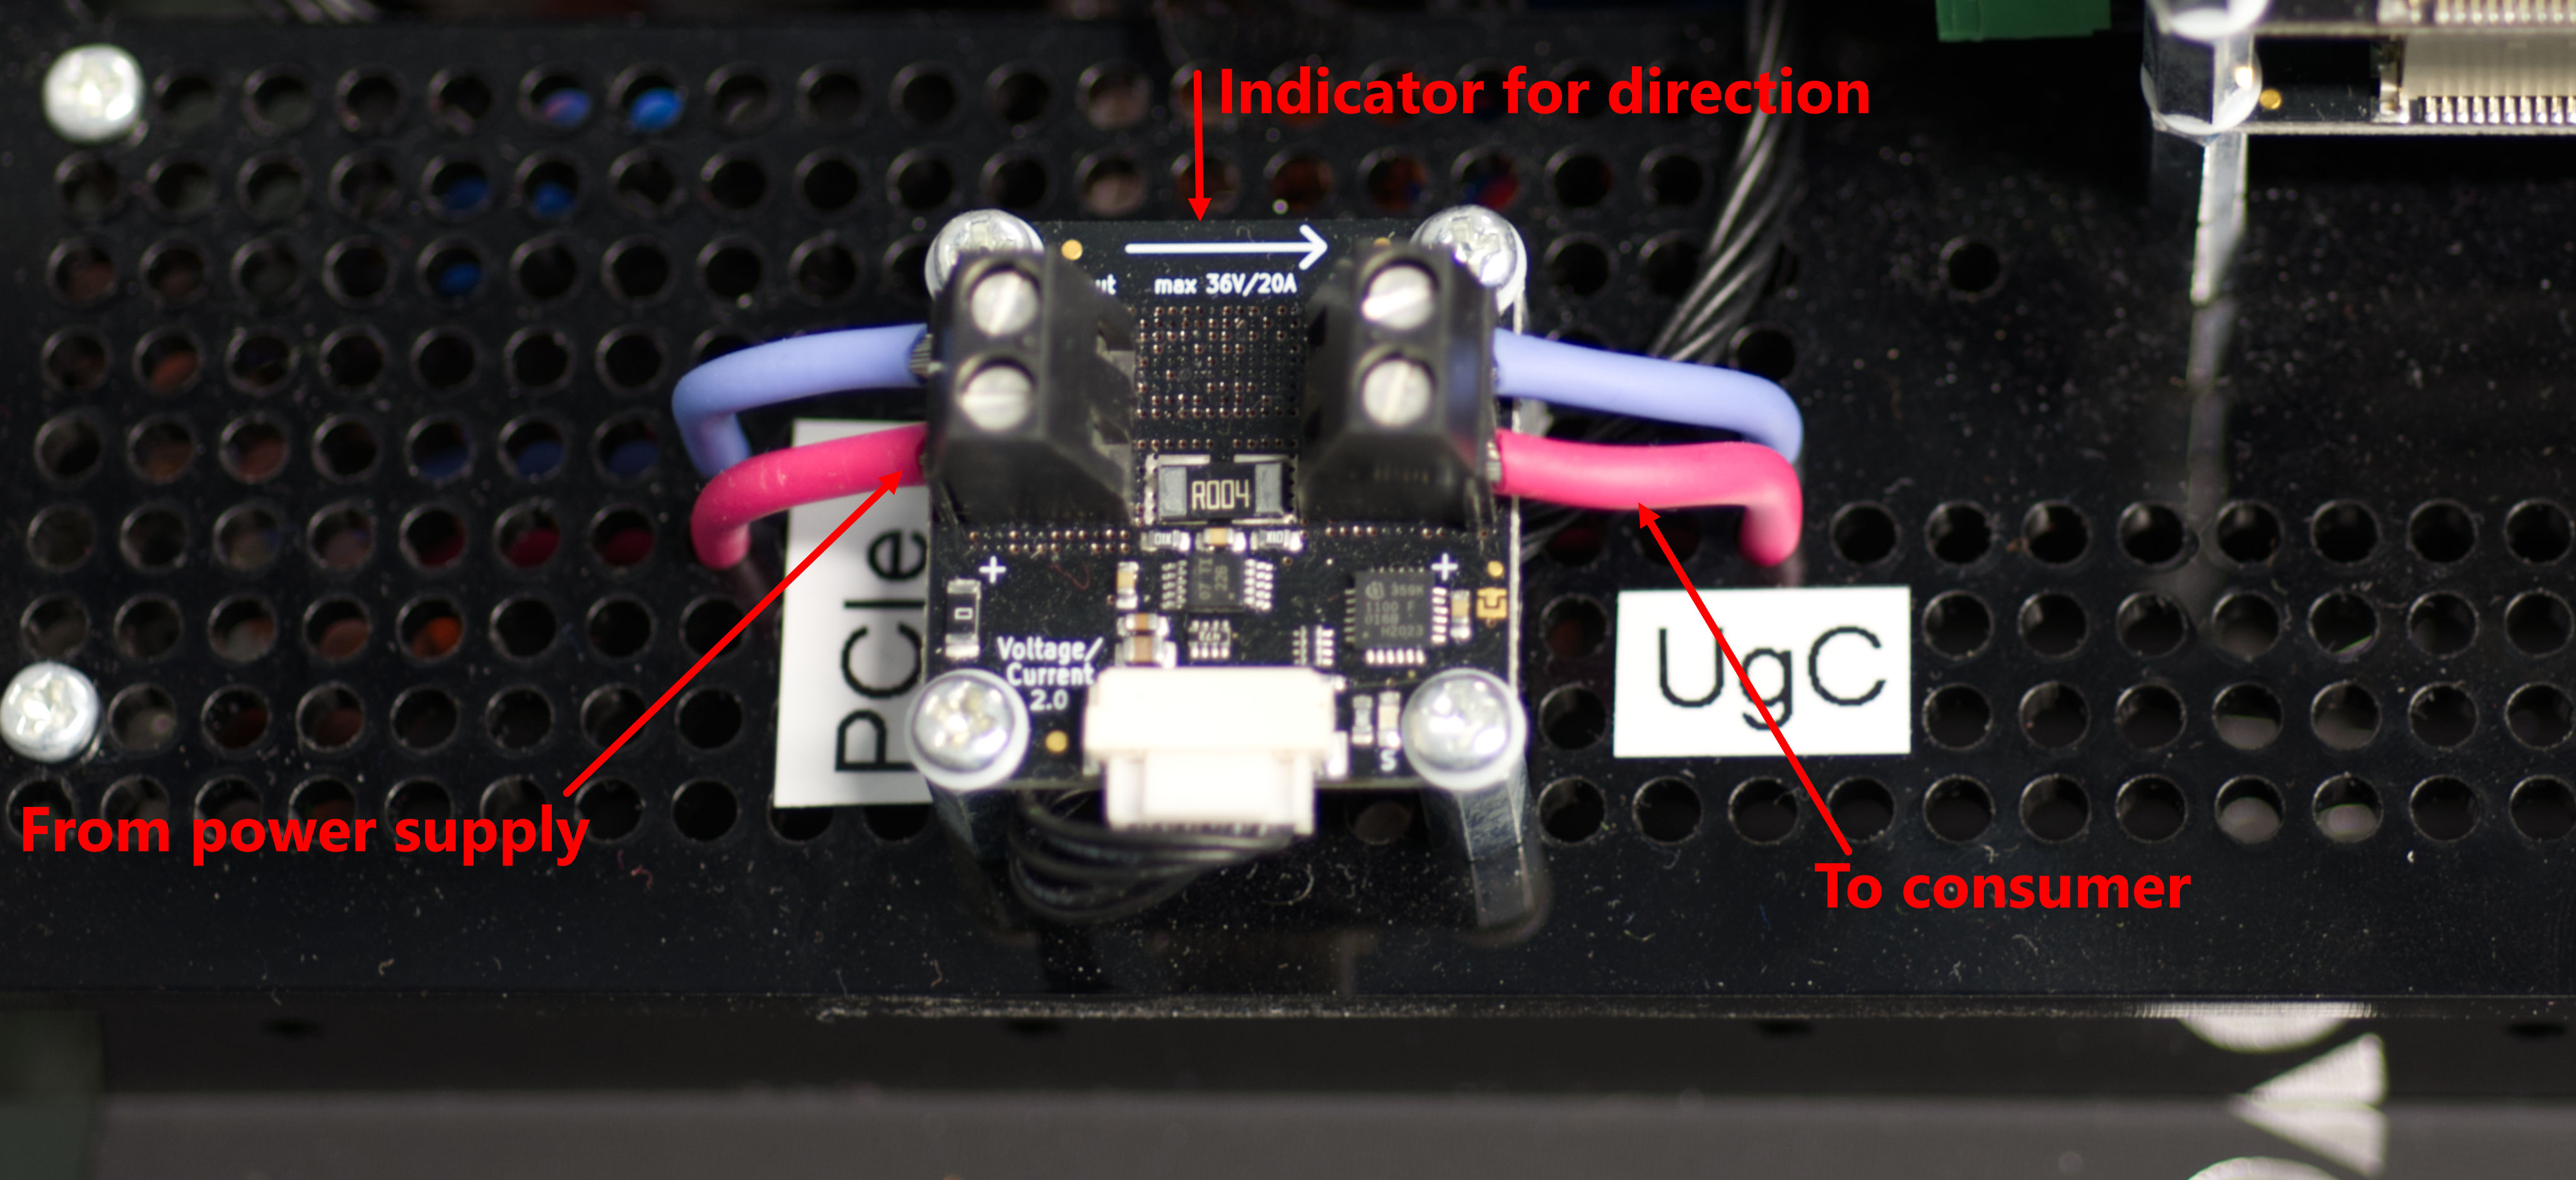 Indicator for direction
ut
max 36V/20A
R004
PCIe
+
+
Voltage/
Current
2.0
S
UgC
From power supply
To consumer